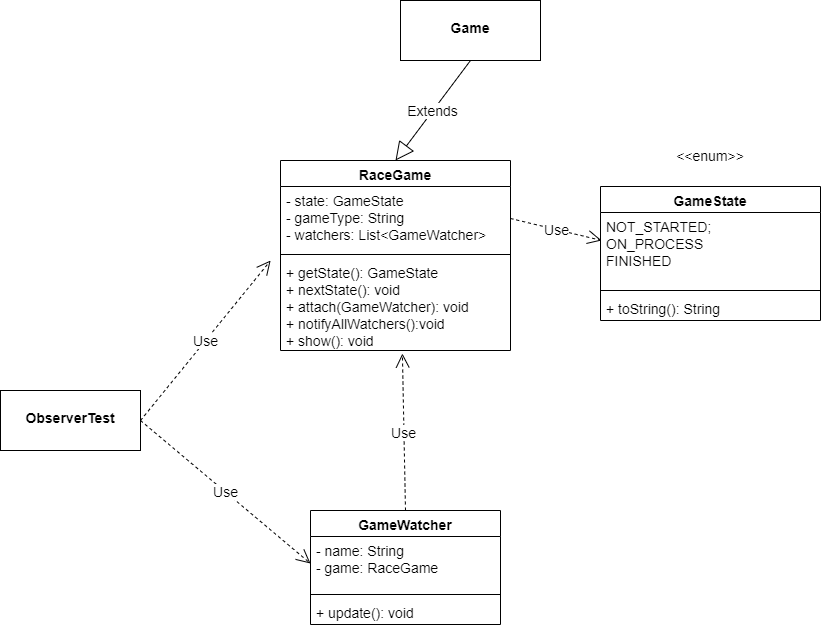 Game
Extends
<<enum>>
RaceGame
- state: GameState
- gameType: String
- watchers: List<GameWatcher>
+ getState(): GameState
+ nextState(): void
+ attach(GameWatcher): void
+ notifyAllWatchers():void
+ show(): void
Use
GameState
NOT_STARTED;
ON_PROCESS
FINISHED
+ toString(): String
Use
ObserverTest
Use
Use
GameWatcher
- name: String
- game: RaceGame
+ update(): void